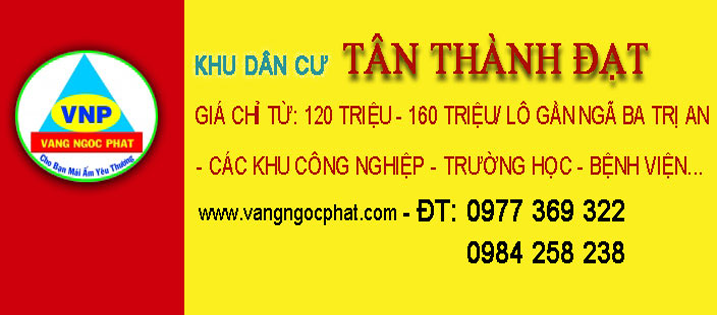 VNP
VANG NGOC PHAT
Cho Bạn Mái Ấm Yêu Thương
KHU DÂN CƯ TÂN THÀNH ĐẠT
GIÁ CHỈ TỪ: 120 TRIỆU - 160 TRIỆU/ LÔ GẦN NGÃ BA TRỊ AN
- CÁC KHU CÔNG NGHIỆP - TRƯỜNG HỌC - BỆNH VIỆN...
www.vangngocphat.com - ĐT: 0977 369 322
0984 258 238